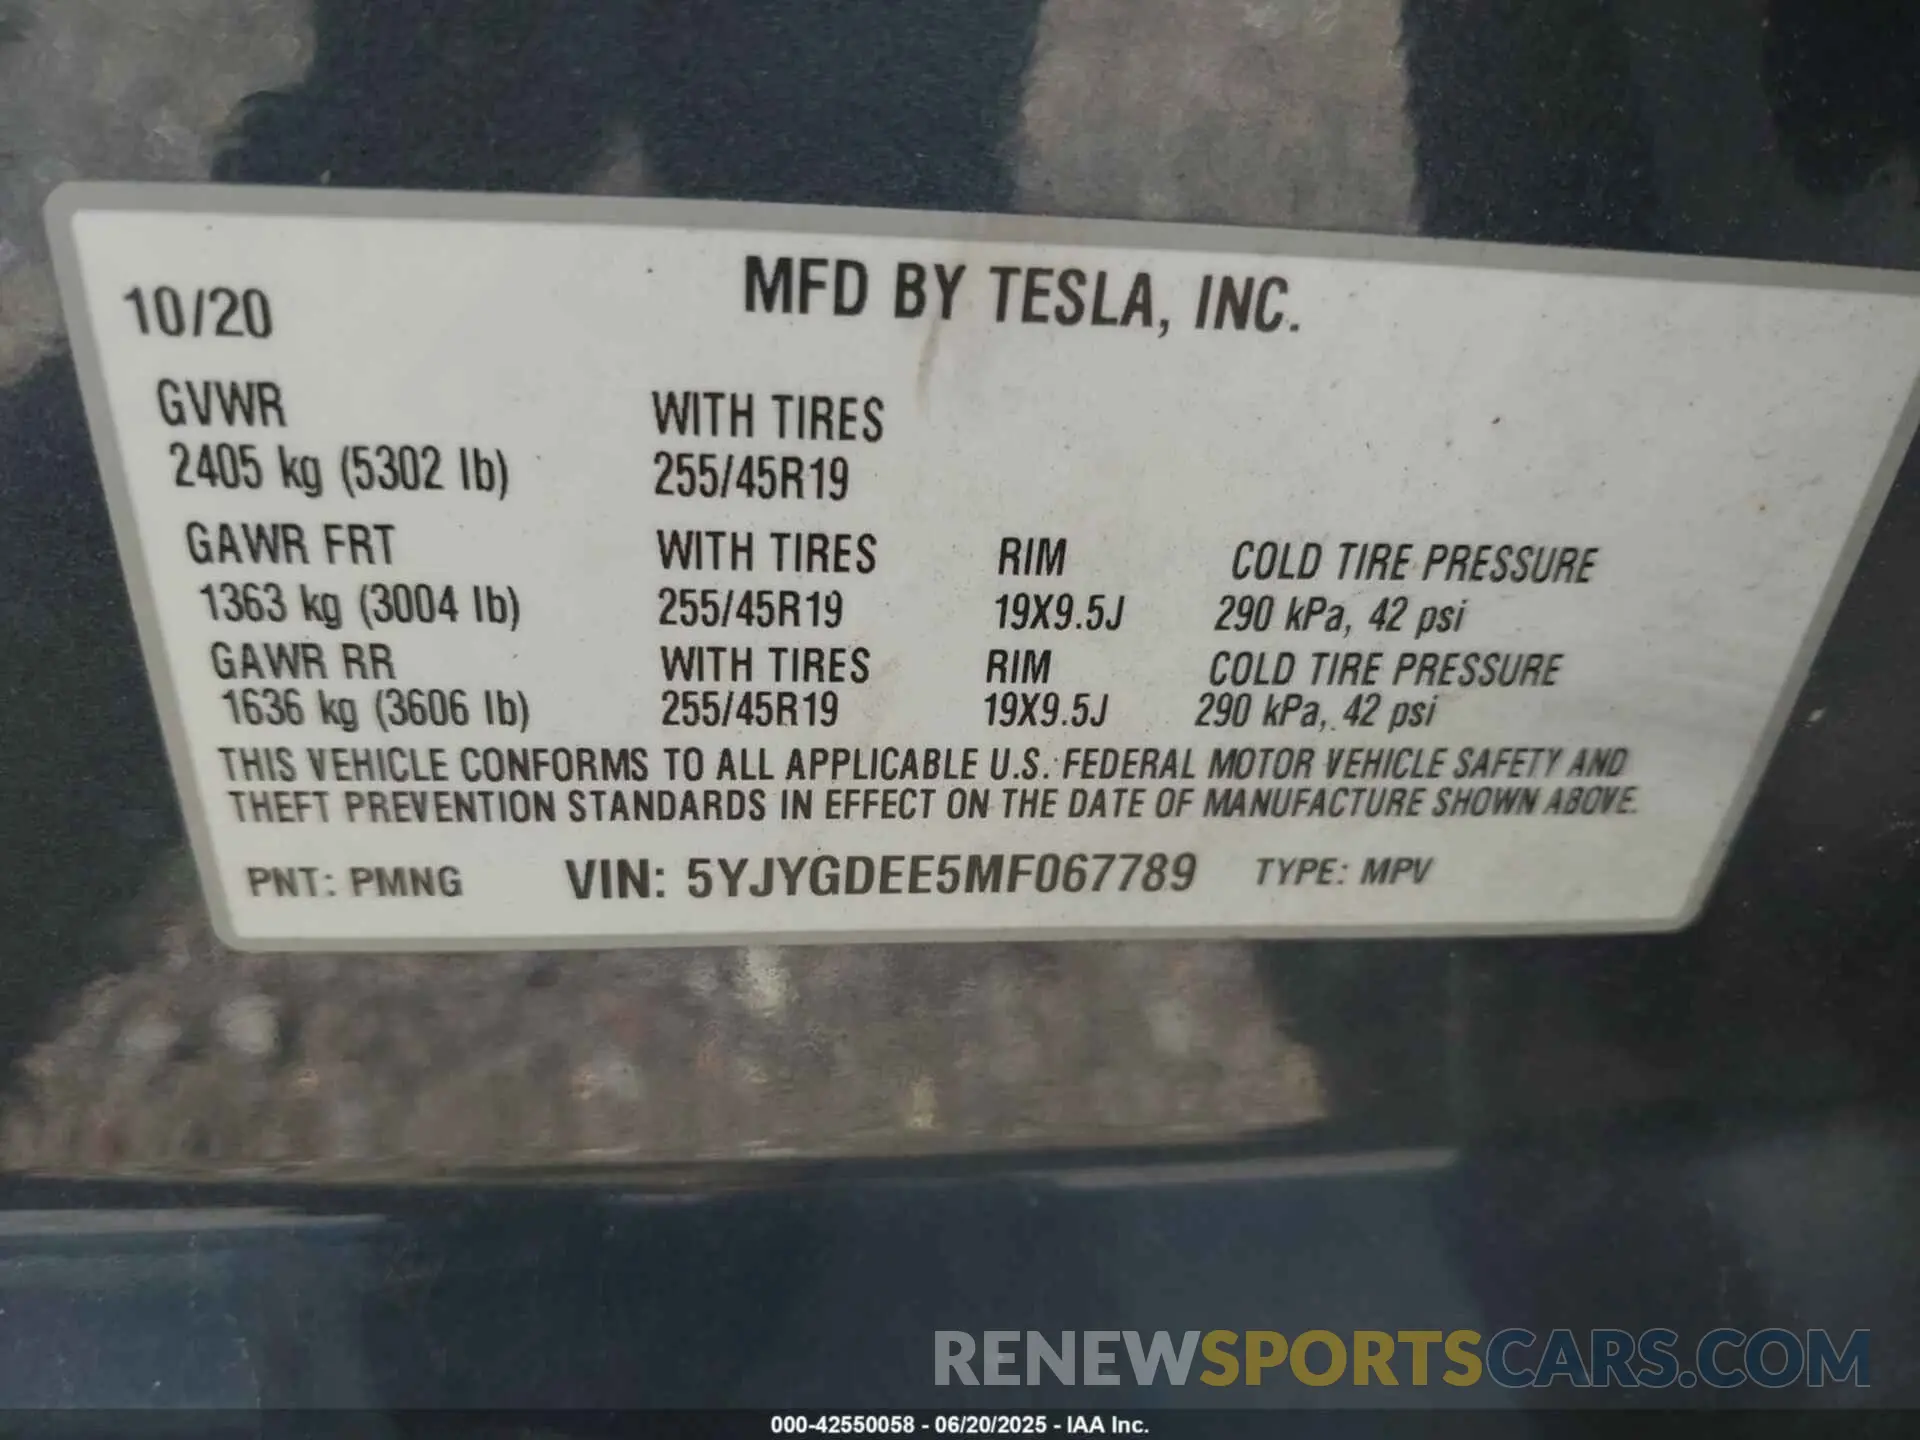 10/20 MFD BY TESLA, INC.
GVWR WITH TIRES
2405 kg (5302 lb) 255/45R19
GAWR FRT WITH TIRES RIM COLD TIRE PRESSURE
1363 kg (3004 lb) 255/45R19 19X9.5J 290 kPa, 42 psi
GAWR RR WITH TIRES RIM COLD TIRE PRESSURE
1636 kg (3606 lb) 255/45R19 19X9.5J 290 kPa, 42 psi
THIS VEHICLE CONFORMS TO ALL APPLICABLE U.S. FEDERAL MOTOR VEHICLE SAFETY AND
THEFT PREVENTION STANDARDS IN EFFECT ON THE DATE OF MANUFACTURE SHOWN ABOVE.
PNT: PMNG VIN: 5YJYGDEE5MF067789 TYPE: MPV
RENEWSPORTSCARS.COM
000-42550058 - 06/20/2025 - IAA Inc.